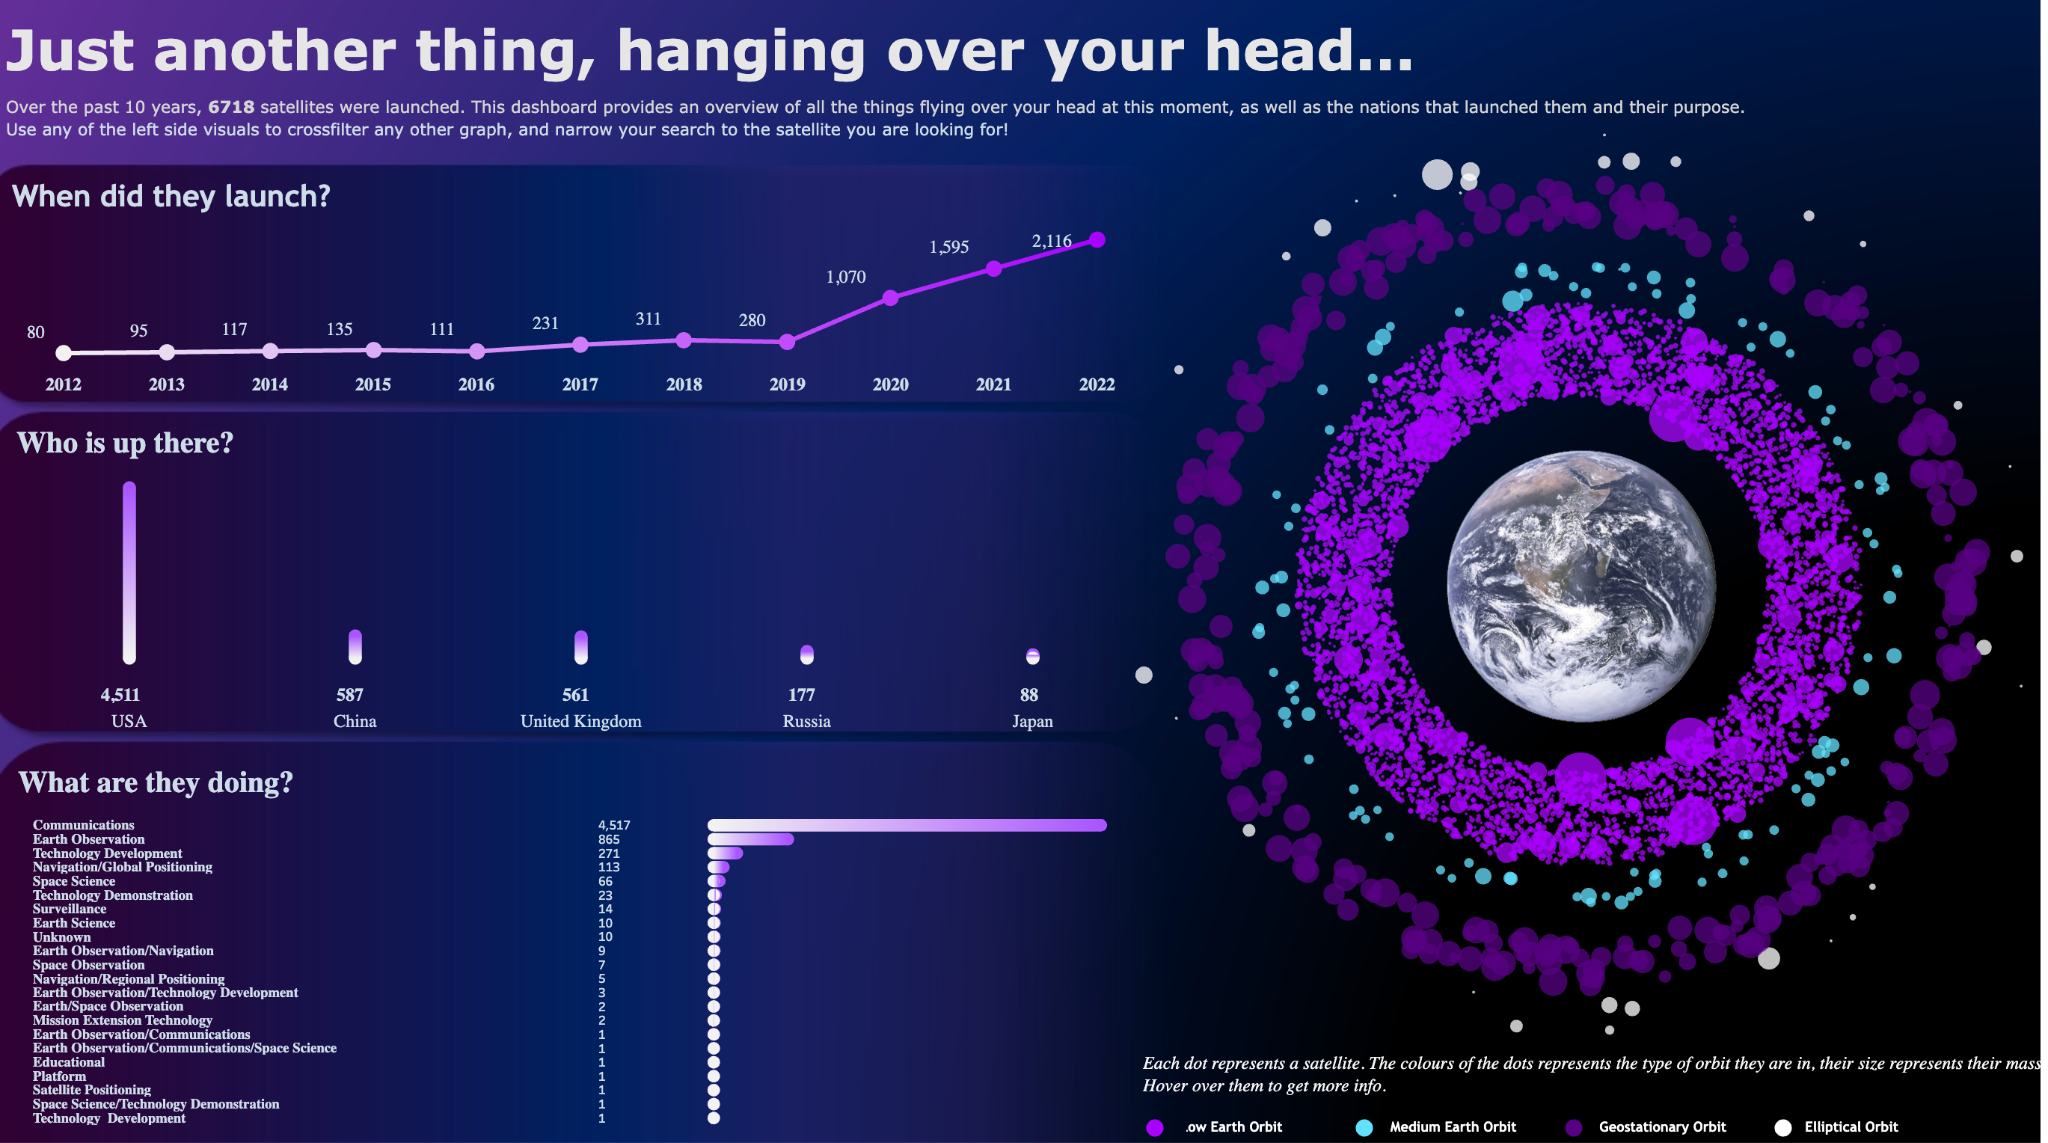 Just another thing, hanging over your head...
Over the past 10 years, 6718 satellites were launched. This dashboard provides an overview of all the things flying over your head at this moment, as well as the nations that launched them and their purpose.
Use any of the left side visuals to crossfilter any other graph, and narrow your search to the satellite you are looking for!
When did they launch?
80 95 117 135 111 231 311 280 1,070 1,595 2,116
2012 2013 2014 2015 2016 2017 2018 2019 2020 2021 2022
Who is up there?
4,511 587 561 177 88
USA China United Kingdom Russia Japan
What are they doing?
Communications 4,517
Earth Observation 865
Technology Development 271
Navigation/Global Positioning 113
Space Science 66
Technology Demonstration 23
Surveillance 14
Earth Science 10
Unknown 10
Earth Observation/Navigation 9
Space Observation 7
Navigation/Regional Positioning 5
Earth Observation/Technology Development 3
Earth/Space Observation 2
Mission Extension Technology 2
Earth Observation/Communications 1
Earth Observation/Communications/Space Science 1
Educational 1
Platform 1
Satellite Positioning 1
Space Science/Technology Demonstration 1
Technology  Development 1
Each dot represents a satellite. The colours of the dots represents the type of orbit they are in, their size represents their mass
Hover over them to get more info.
.ow Earth Orbit Medium Earth Orbit Geostationary Orbit Elliptical Orbit